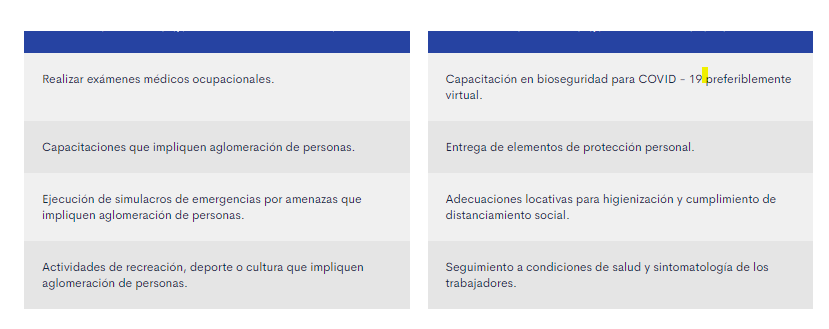 Realizar exámenes médicos ocupacionales.
Capacitaciones que impliquen aglomeración de personas.
Ejecución de simulacros de emergencias por amenazas que
impliquen aglomeración de personas.
Actividades de recreación, deporte o cultura que impliquen
aglomeración de personas.
Capacitación en bioseguridad para COVID - 19 preferiblemente
virtual.
Entrega de elementos de protección personal.
Adecuaciones locativas para higienización y cumplimiento de
distanciamiento social.
Seguimiento a condiciones de salud y sintomatología de los
trabajadores.